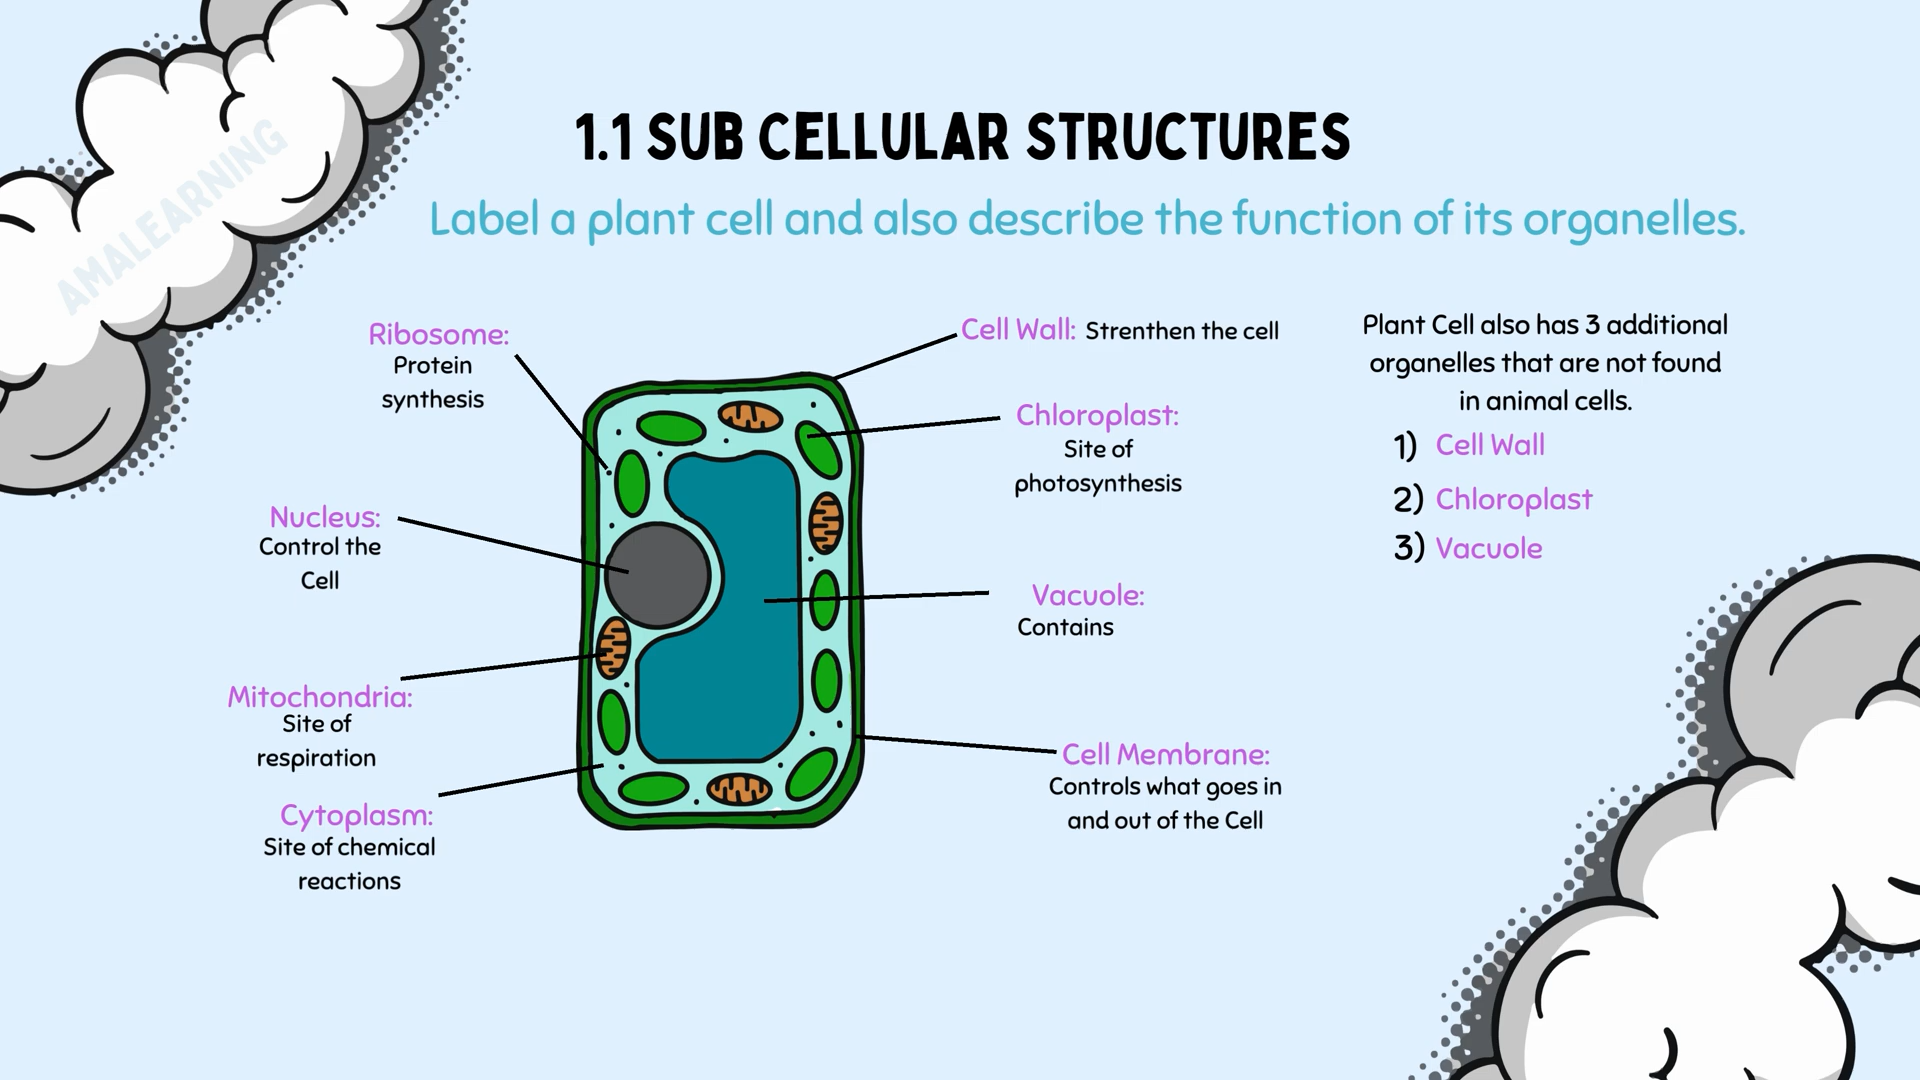 AMALEARNING
1.1 SUB CELLULAR STRUCTURES
Label a plant cell and also describe the function of its organelles.
Ribosome:
Protein
synthesis
Nucleus:
Control the
Cell
Mitochondria:
Site of
respiration
Cytoplasm:
Site of chemical
reactions
Cell Wall: Strenthen the cell
Chloroplast:
Site of
photosynthesis
Vacuole:
Contains
Cell Membrane:
Controls what goes in
and out of the Cell
Plant Cell also has 3 additional
organelles that are not found
in animal cells.
1) Cell Wall
2) Chloroplast
3) Vacuole